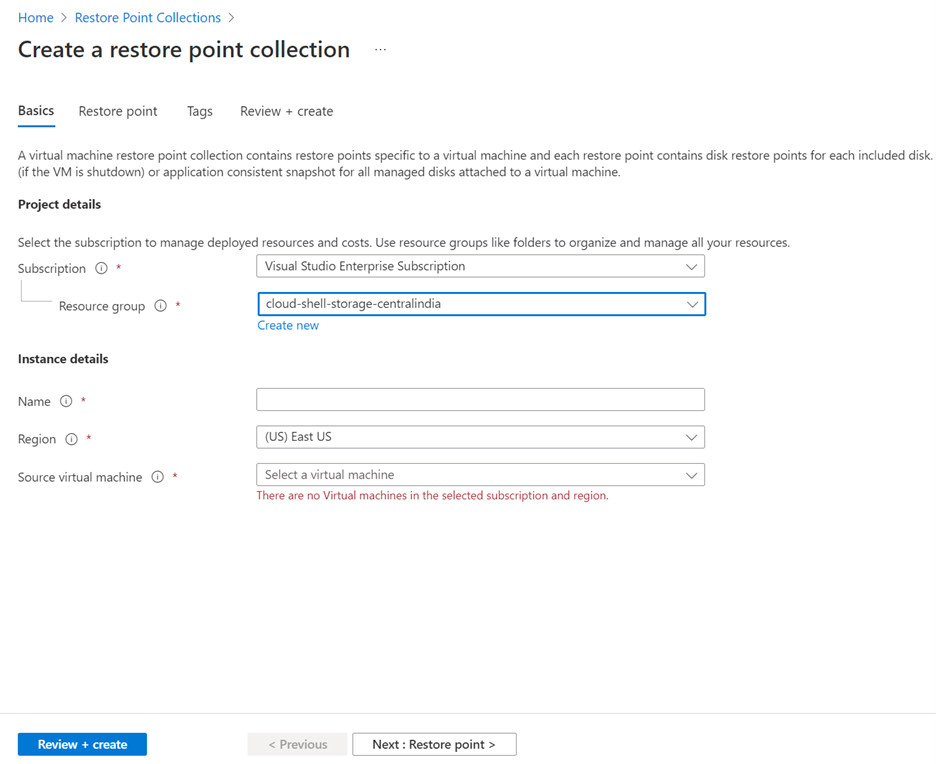 Home > Restore Point Collections >
Create a restore point collection ...
Basics Restore point Tags Review + create
A virtual machine restore point collection contains restore points specific to a virtual machine and each restore point contains disk restore points for each included disk.
(if the VM is shutdown) or application consistent snapshot for all managed disks attached to a virtual machine.
Project details
Select the subscription to manage deployed resources and costs. Use resource groups like folders to organize and manage all your resources.
Subscription * Visual Studio Enterprise Subscription
Resource group * cloud-shell-storage-centralindia
Create new
Instance details
Name *
Region * (US) East US
Source virtual machine * Select a virtual machine
There are no Virtual machines in the selected subscription and region.
Review + create < Previous Next : Restore point >